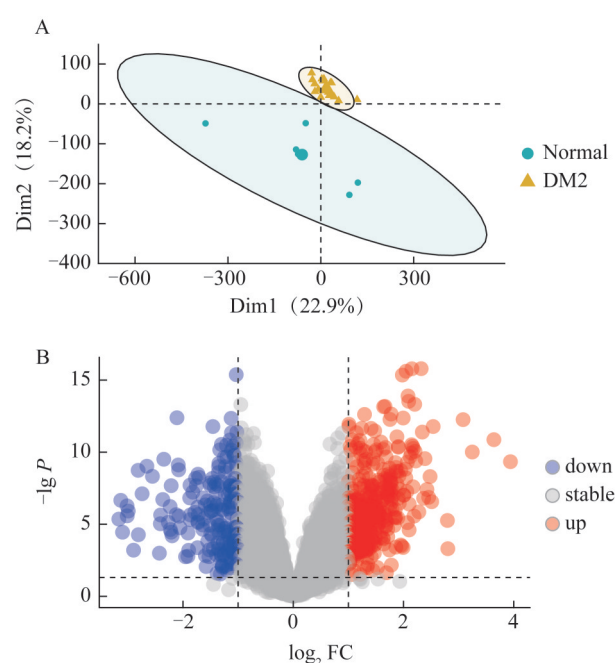 A
100
0
−100
−200
−300
−400
Dim2（18.2%）
−600
−300
0
300
Dim1（22.9%）
Normal
DM2
B
15
10
5
0
−lg P
−2
0
2
4
log₂ FC
down
stable
up